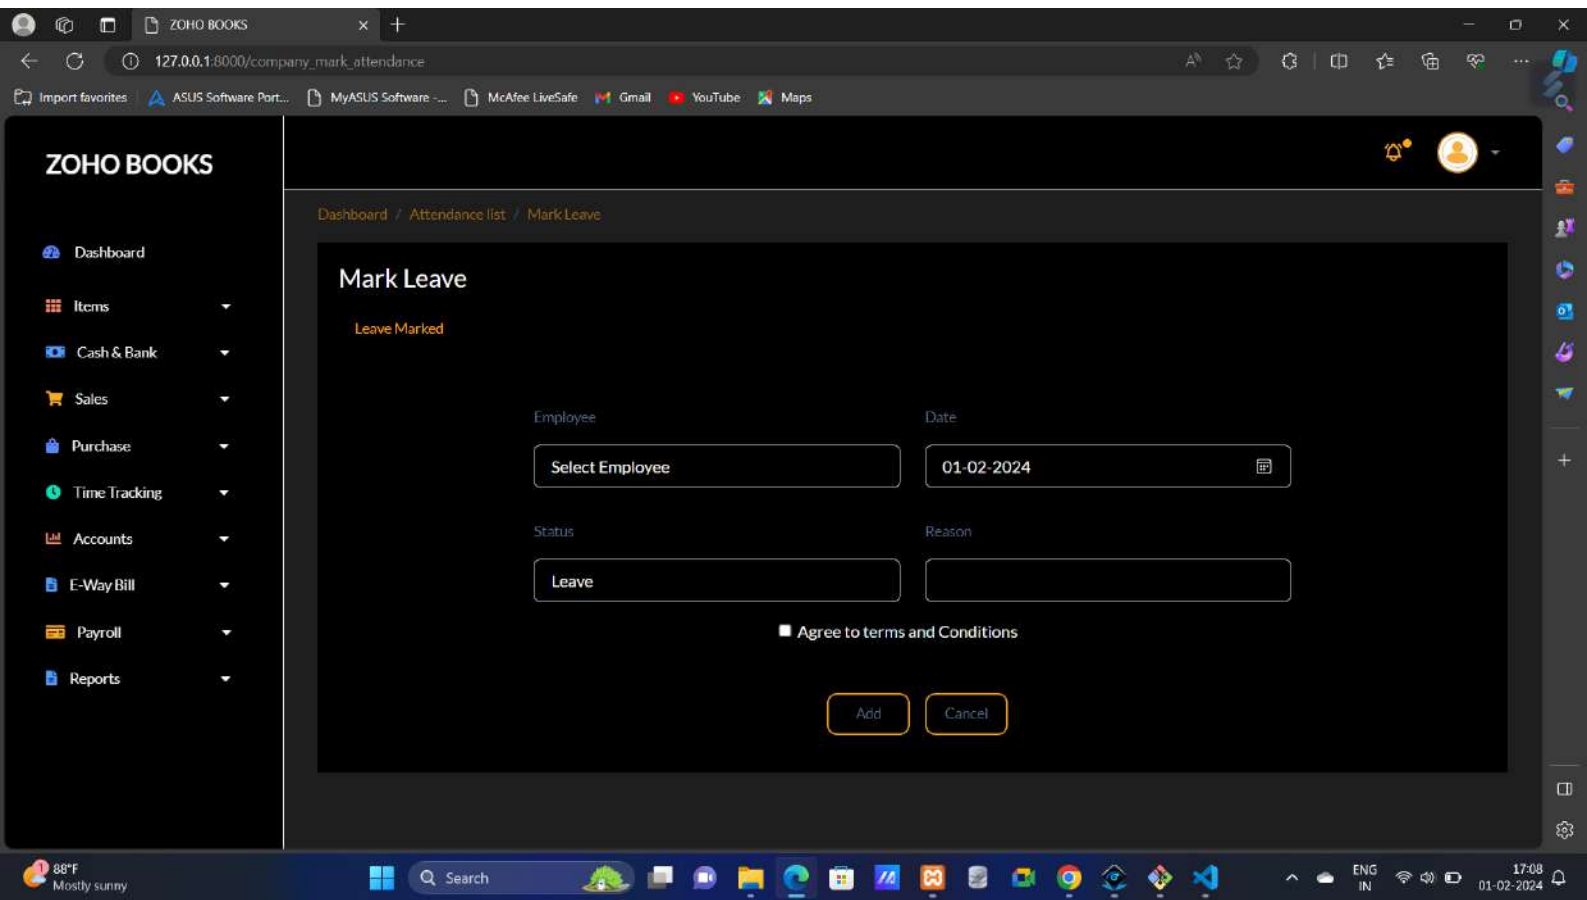 ZOHO BOOKS
127.0.0.1:8000/company_mark_attendance
Import favorites
ASUS Software Port...
MyASUS Software -...
McAfee LiveSafe
Gmail
YouTube
Maps
ZOHO BOOKS
Dashboard / Attendance list / Mark Leave
Dashboard
Items
Cash & Bank
Sales
Purchase
Time Tracking
Accounts
E-Way Bill
Payroll
Reports
Mark Leave
Leave Marked
Employee
Date
Select Employee
01-02-2024
Status
Reason
Leave
Agree to terms and Conditions
Add
Cancel
1
88°F
Mostly sunny
Search
ENG
IN
17:08
01-02-2024